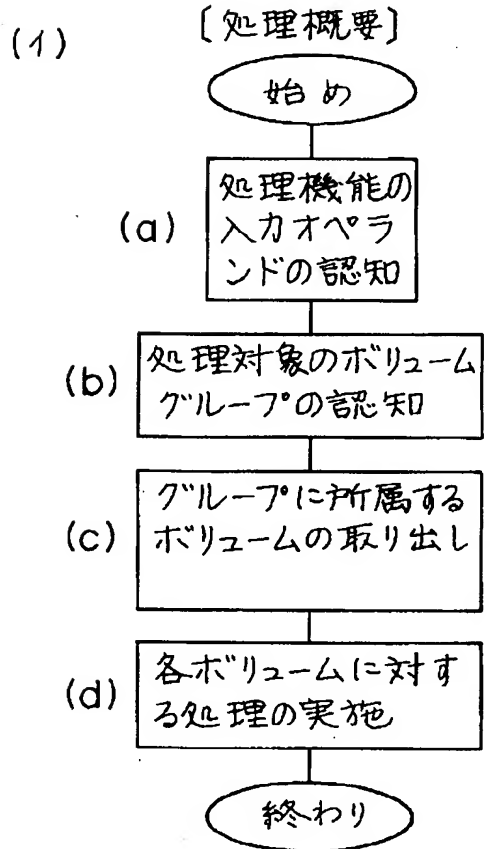 (イ)
〔処理概要〕
始め
(a)
処理機能の
入力オペラ
ンドの認知
(b)
処理対象のボリューム
グループの認知
(c)
グループに所属する
ボリュームの取り出し
(d)
各ボリュームに対す
る処理の実施
終わり